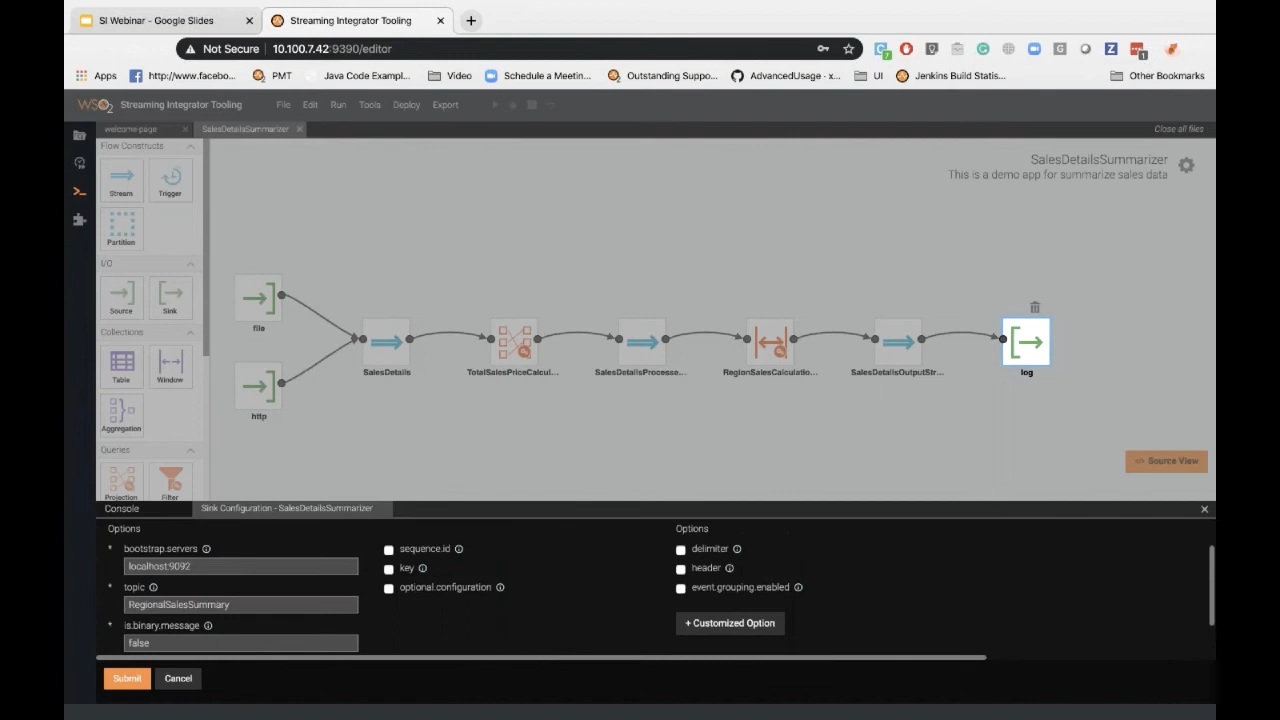 SI Webinar - Google Slides
Streaming Integrator Tooling
Not Secure 10.100.7.42:9390/editor
Apps http://www.facebo... PMT Java Code Exampl... Video Schedule a Meetin... Outstanding Suppo... AdvancedUsage · x... UI Jenkins Build Statis... Other Bookmarks
WSO2 Streaming Integrator Tooling File Edit Run Tools Deploy Export
welcome-page SalesDetailsSummarizer Close all files
Flow Constructs
Stream Trigger
Partition
I/O
Source Sink
Collections
Table Window
Aggregation
Queries
Projection Filter
SalesDetailsSummarizer
This is a demo app for summarize sales data
file
http
SalesDetails TotalSalesPriceCalcul... SalesDetailsProcesse... RegionSalesCalculatio... SalesDetailsOutputStr... log
Source View
Console Sink Configuration - SalesDetailsSummarizer
Options
* bootstrap.servers
localhost:9092
* topic
RegionalSalesSummary
* is.binary.message
false
sequence.id
key
optional.configuration
Options
delimiter
header
event.grouping.enabled
+ Customized Option
Submit Cancel